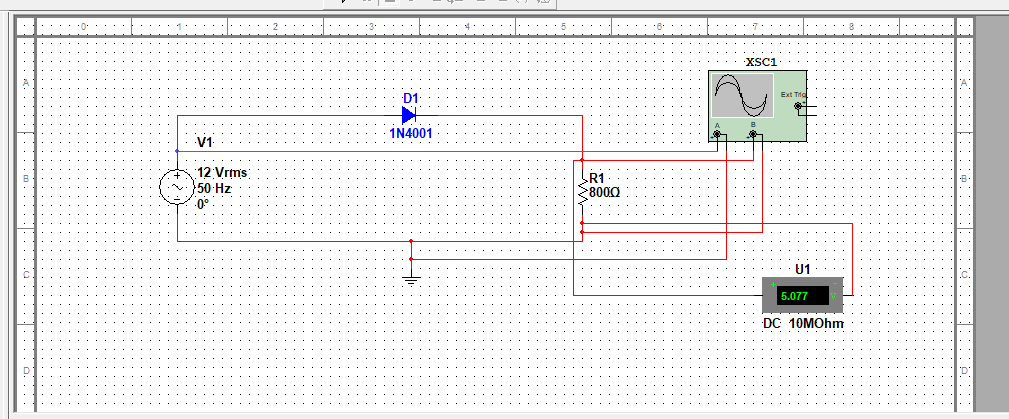 0 1 2 3 4 5 6 7 8
XSC1
A A
D1
Ext Trig
1N4001
A B
V1
B B
12 Vrms
50 Hz
0°
R1
800Ω
C C
U1
5.077 V
DC 10MOhm
D D